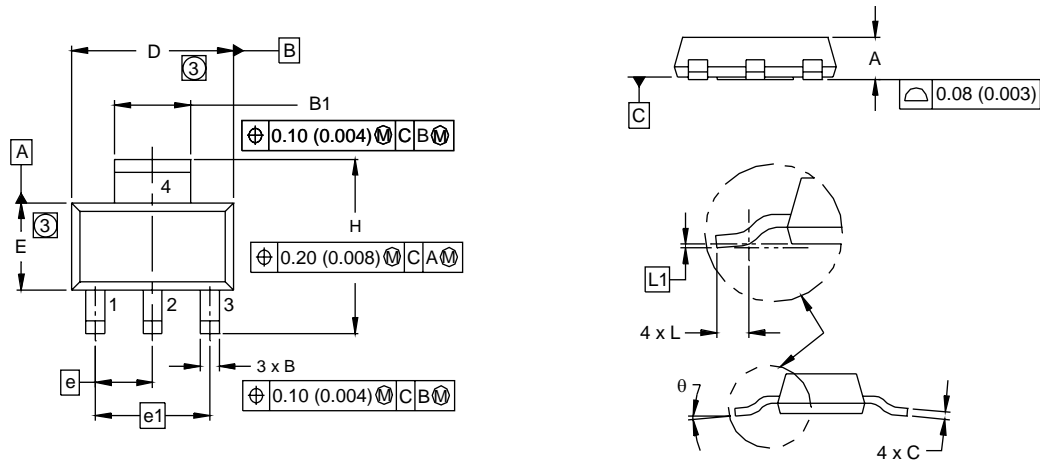 D
③
B
B1
⌖ 0.10 (0.004) Ⓜ C B Ⓜ
A
4
③
E
H
⌖ 0.20 (0.008) Ⓜ C A Ⓜ
1 2 3
3 x B
e
e1
⌖ 0.10 (0.004) Ⓜ C B Ⓜ
A
C
⌓ 0.08 (0.003)
L1
4 x L
θ
4 x C